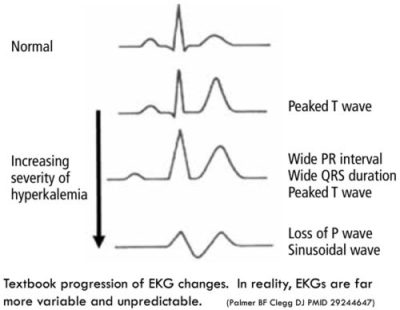 Normal
Peaked T wave
Increasing
severity of
hyperkalemia
Wide PR interval
Wide QRS duration
Peaked T wave
Loss of P wave
Sinusoidal wave
Textbook progression of EKG changes. In reality, EKGs are far
more variable and unpredictable. (Palmer BF Clegg DJ PMID 29244647)